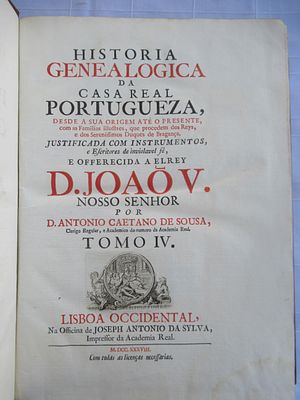 HISTORIA
GENEALOGICA
DA
CASA REAL
PORTUGUEZA,
DESDE A SUA ORIGEM ATÉ O PRESENTE,
com as Familias illustres, que procedem dos Reys,
e dos Serenissimos Duques de Bragança,
JUSTIFICADA COM INSTRUMENTOS,
e Escritores de inviolavel fé,
E OFFERECIDA A ELREY
D. JOAÕ V.
NOSSO SENHOR
POR
D. ANTONIO CAETANO DE SOUSA,
Clerigo Regular, e Academico do numero da Academia Real.
TOMO IV.
LISBOA OCCIDENTAL,
Na Officina de JOSEPH ANTONIO DA SYLVA,
Impressor da Academia Real.
M. DCC. XXXVIII.
Com todas as licenças necessarias.